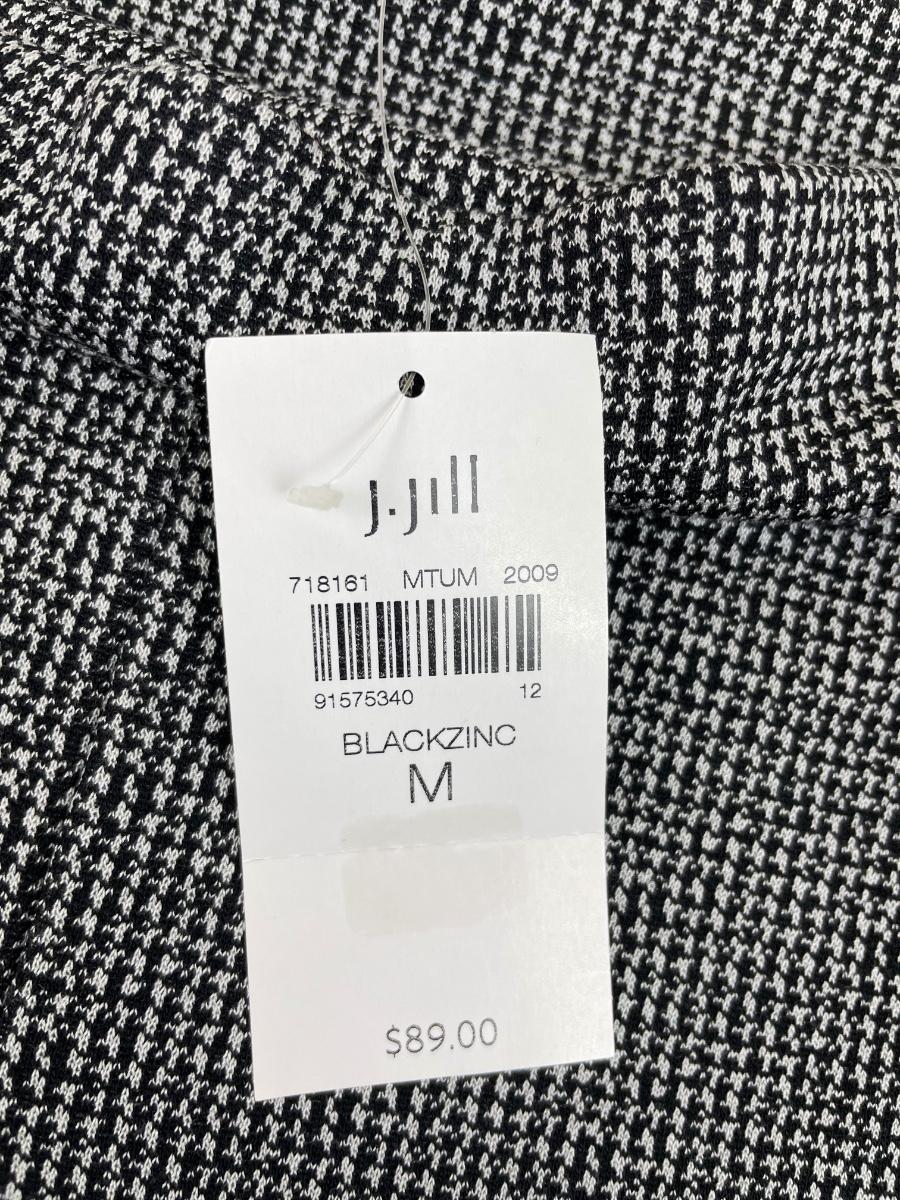 j.jill
718161 MTUM 2009
91575340 12
BLACKZINC
M
$89.00